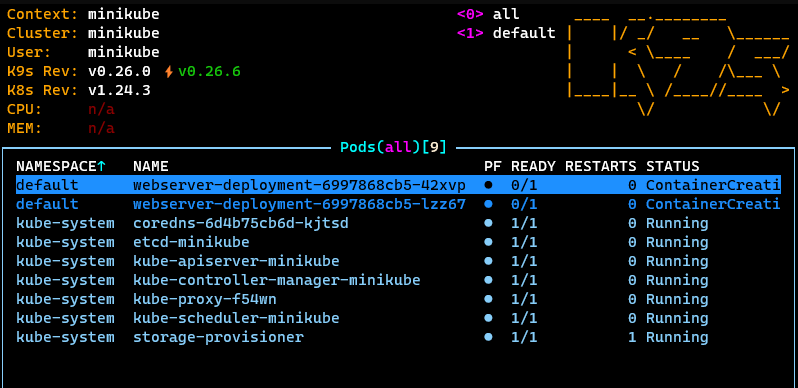 Context: minikube <0> all
Cluster: minikube <1> default
User: minikube
K9s Rev: v0.26.0 ⚡v0.26.6
K8s Rev: v1.24.3
CPU: n/a
MEM: n/a
Pods(all)[9]
NAMESPACE↑ NAME PF READY RESTARTS STATUS
default webserver-deployment-6997868cb5-42xvp ● 0/1 0 ContainerCreati
default webserver-deployment-6997868cb5-lzz67 ● 0/1 0 ContainerCreati
kube-system coredns-6d4b75cb6d-kjtsd ● 1/1 0 Running
kube-system etcd-minikube ● 1/1 0 Running
kube-system kube-apiserver-minikube ● 1/1 0 Running
kube-system kube-controller-manager-minikube ● 1/1 0 Running
kube-system kube-proxy-f54wn ● 1/1 0 Running
kube-system kube-scheduler-minikube ● 1/1 0 Running
kube-system storage-provisioner ● 1/1 1 Running